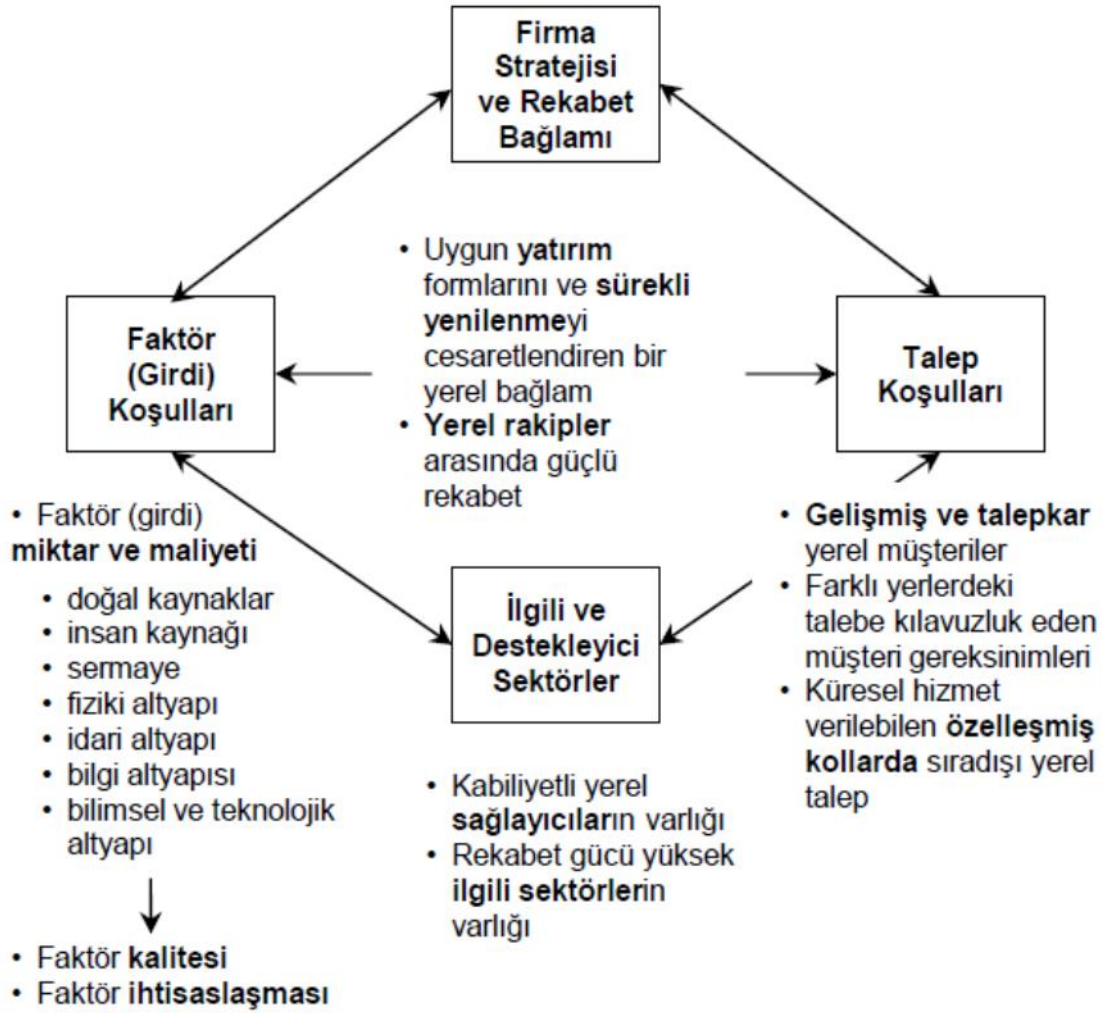 Firma
Stratejisi
ve Rekabet
Bağlamı
• Uygun yatırım
formlarını ve sürekli
yenilenmeyi
cesaretlendiren bir
yerel bağlam
• Yerel rakipler
arasında güçlü
rekabet
Faktör
(Girdi)
Koşulları
Talep
Koşulları
• Faktör (girdi)
miktar ve maliyeti
• doğal kaynaklar
• insan kaynağı
• sermaye
• fiziki altyapı
• idari altyapı
• bilgi altyapısı
• bilimsel ve teknolojik
altyapı
• Faktör kalitesi
• Faktör ihtisaslaşması
İlgili ve
Destekleyici
Sektörler
• Kabiliyetli yerel
sağlayıcıların varlığı
• Rekabet gücü yüksek
ilgili sektörlerin
varlığı
• Gelişmiş ve talepkar
yerel müşteriler
• Farklı yerlerdeki
talebe kılavuzluk eden
müşteri gereksinimleri
• Küresel hizmet
verilebilen özelleşmiş
kollarda sıradışı yerel
talep